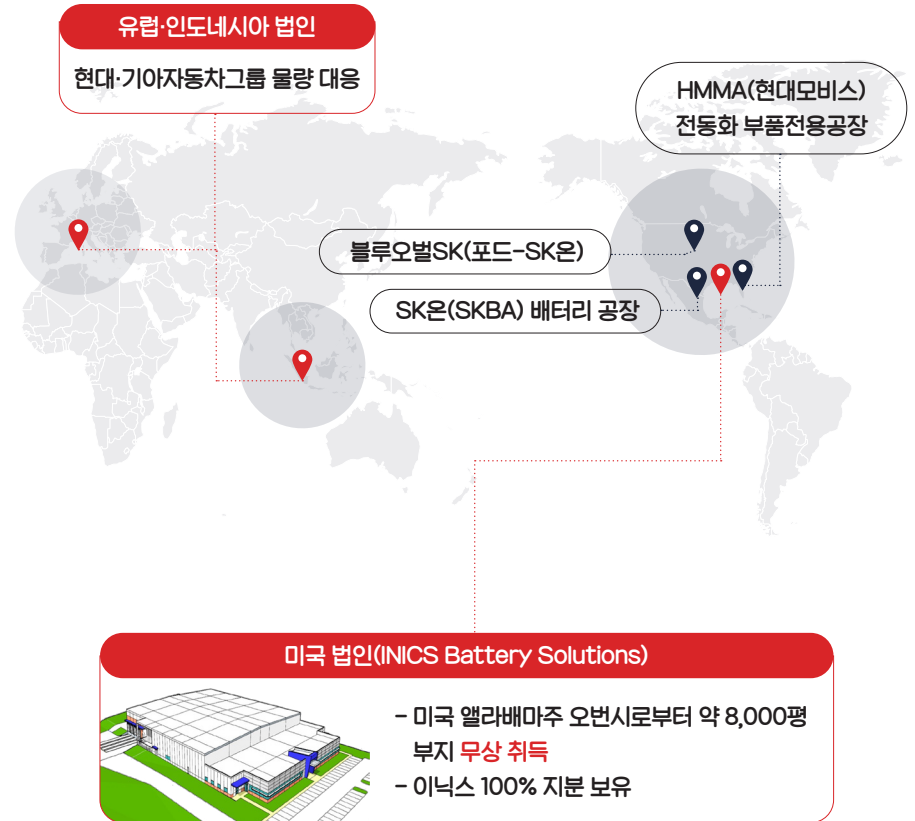 유럽·인도네시아 법인
현대·기아자동차그룹 물량 대응
HMMA(현대모비스)
전동화 부품전용공장
블루오벌SK(포드-SK온)
SK온(SKBA) 배터리 공장
미국 법인(INICS Battery Solutions)
- 미국 앨라배마주 오번시로부터 약 8,000평
부지 무상 취득
- 이닉스 100% 지분 보유